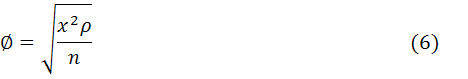 ∅ = √(x²ρ / n) (6)